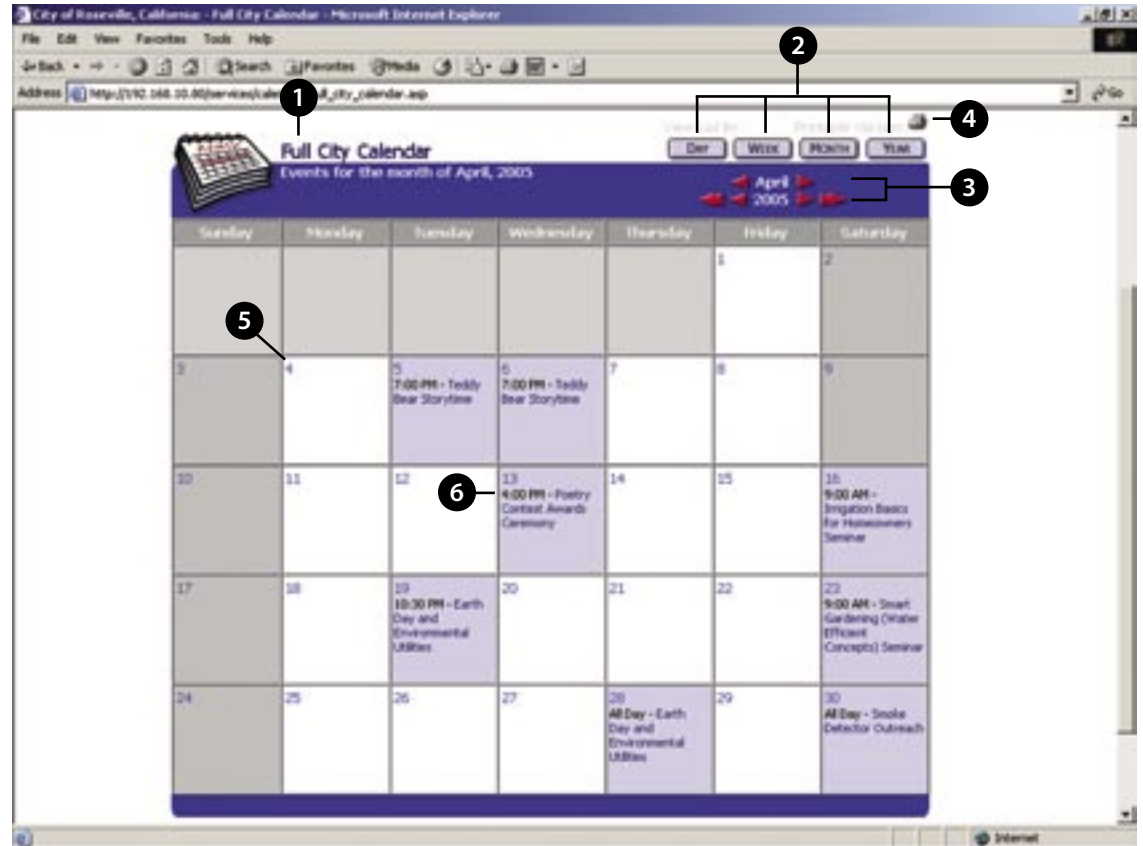 City of Roseville, California: - Full City Calendar - Microsoft Internet Explorer
File Edit View Favorites Tools Help
Back Search Favorites Media
Address Go
1
2
3
4
5
6
Full City Calendar
Events for the month of April, 2005
DAY WEEK MONTH YEAR
April
2005
Sunday Monday Tuesday Wednesday Thursday Friday Saturday
1 2
3 4 5 6 7 8 9
7:00 PM - Teddy
Bear Storytime
7:00 PM - Teddy
Bear Storytime
10 11 12 13 14 15 16
4:00 PM - Poetry
Contest Awards
Ceremony
9:00 AM -
Irrigation Basics
for Homeowners
Seminar
17 18 19 20 21 22 23
10:30 PM - Earth
Day and
Environmental
Utilities
9:00 AM - Smart
Gardening (Water
Efficient
Concepts) Seminar
24 25 26 27 28 29 30
All Day - Earth
Day and
Environmental
Utilities
All Day - Smoke
Detector Outreach
Internet